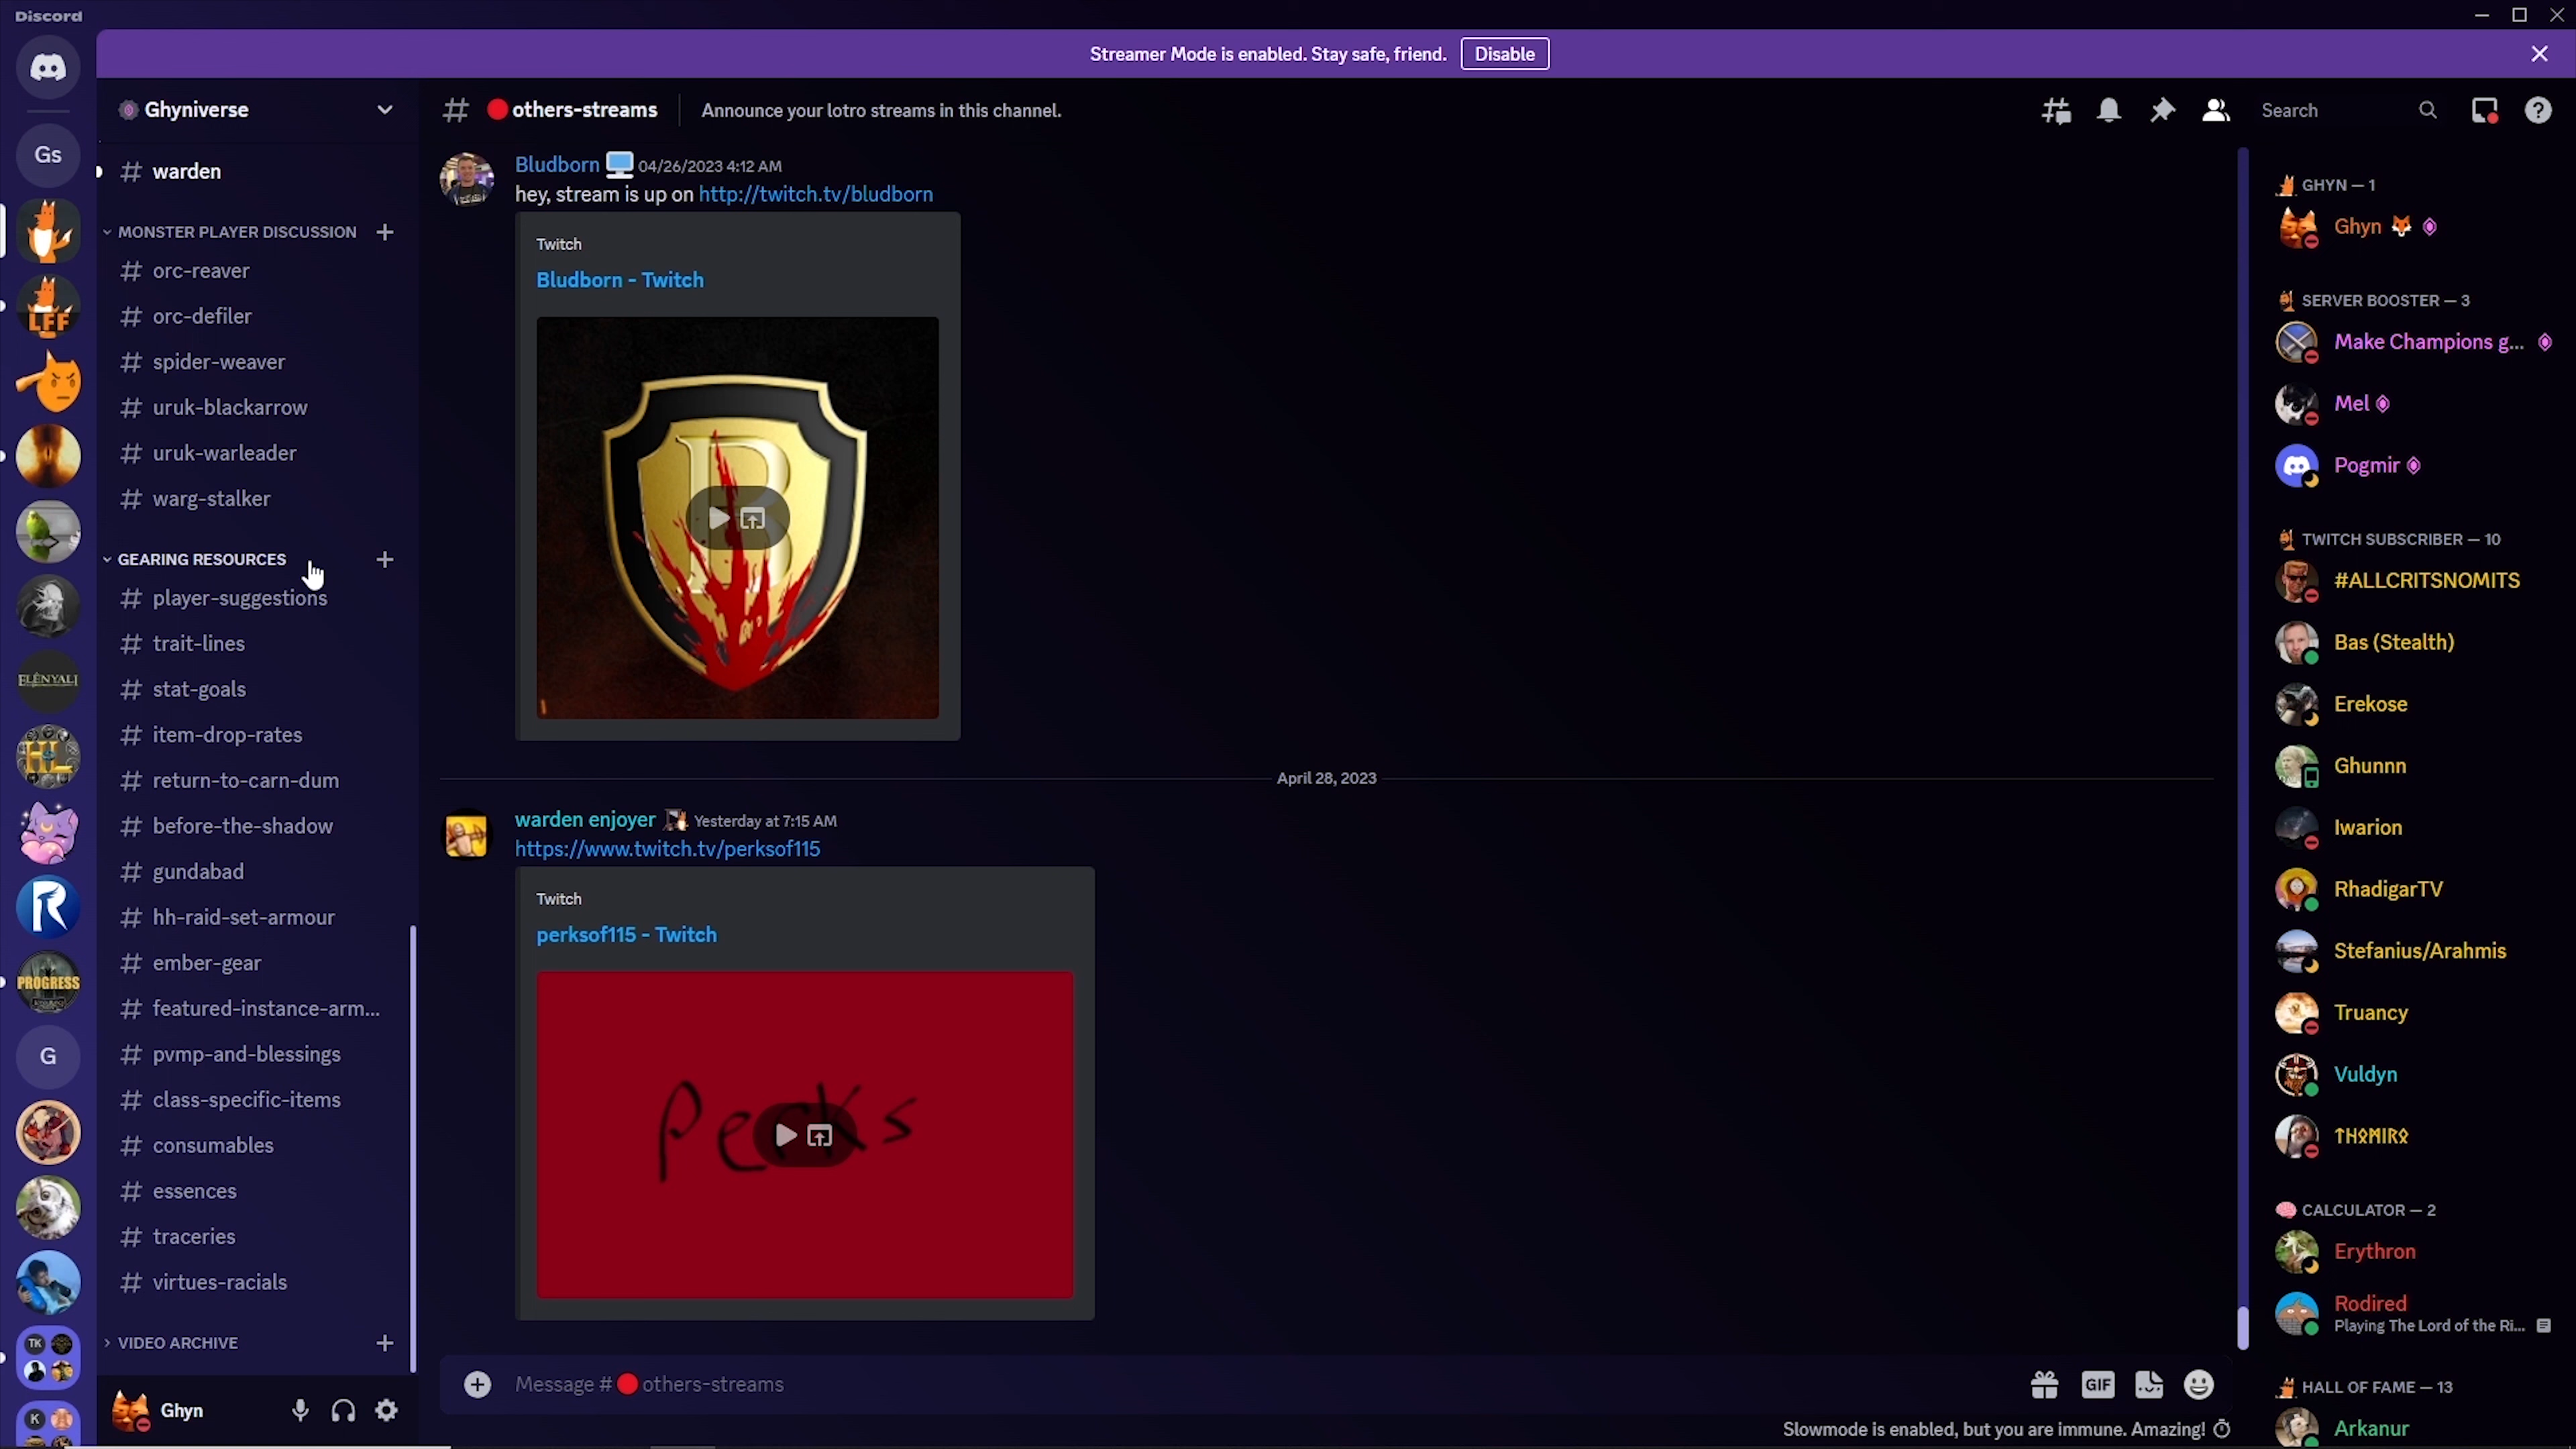 Discord
Streamer Mode is enabled. Stay safe, friend. Disable
Ghyniverse
others-streams
Announce your lotro streams in this channel.
Search
Gs
LFF
ELENYALI
HL
R
PROGRESS
G
TK
K
warden
MONSTER PLAYER DISCUSSION
orc-reaver
orc-defiler
spider-weaver
uruk-blackarrow
uruk-warleader
warg-stalker
GEARING RESOURCES
player-suggestions
trait-lines
stat-goals
item-drop-rates
return-to-carn-dum
before-the-shadow
gundabad
hh-raid-set-armour
ember-gear
featured-instance-arm...
pvmp-and-blessings
class-specific-items
consumables
essences
traceries
virtues-racials
VIDEO ARCHIVE
Ghyn
Bludborn 04/26/2023 4:12 AM
hey, stream is up on http://twitch.tv/bludborn
Twitch
Bludborn - Twitch
B
April 28, 2023
warden enjoyer Yesterday at 7:15 AM
https://www.twitch.tv/perksof115
Twitch
perksof115 - Twitch
Perks
Message # others-streams
GIF
Slowmode is enabled, but you are immune. Amazing!
GHYN — 1
Ghyn
SERVER BOOSTER — 3
Make Champions g...
Mel
Pogmir
TWITCH SUBSCRIBER — 10
#ALLCRITSNOMITS
Bas (Stealth)
Erekose
Ghunnn
Iwarion
RhadigarTV
Stefanius/Arahmis
Truancy
Vuldyn
CALCULATOR — 2
Erythron
Rodired
Playing The Lord of the Ri...
HALL OF FAME — 13
Arkanur